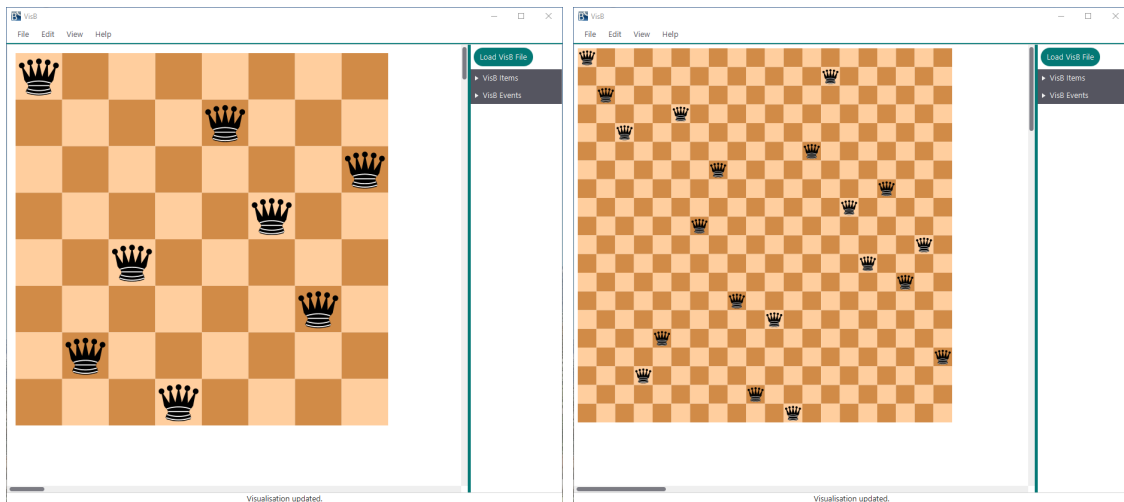 VisB
File Edit View Help
Load VisB File
VisB Items
VisB Events
Visualisation updated.
VisB
File Edit View Help
Load VisB File
VisB Items
VisB Events
Visualisation updated.